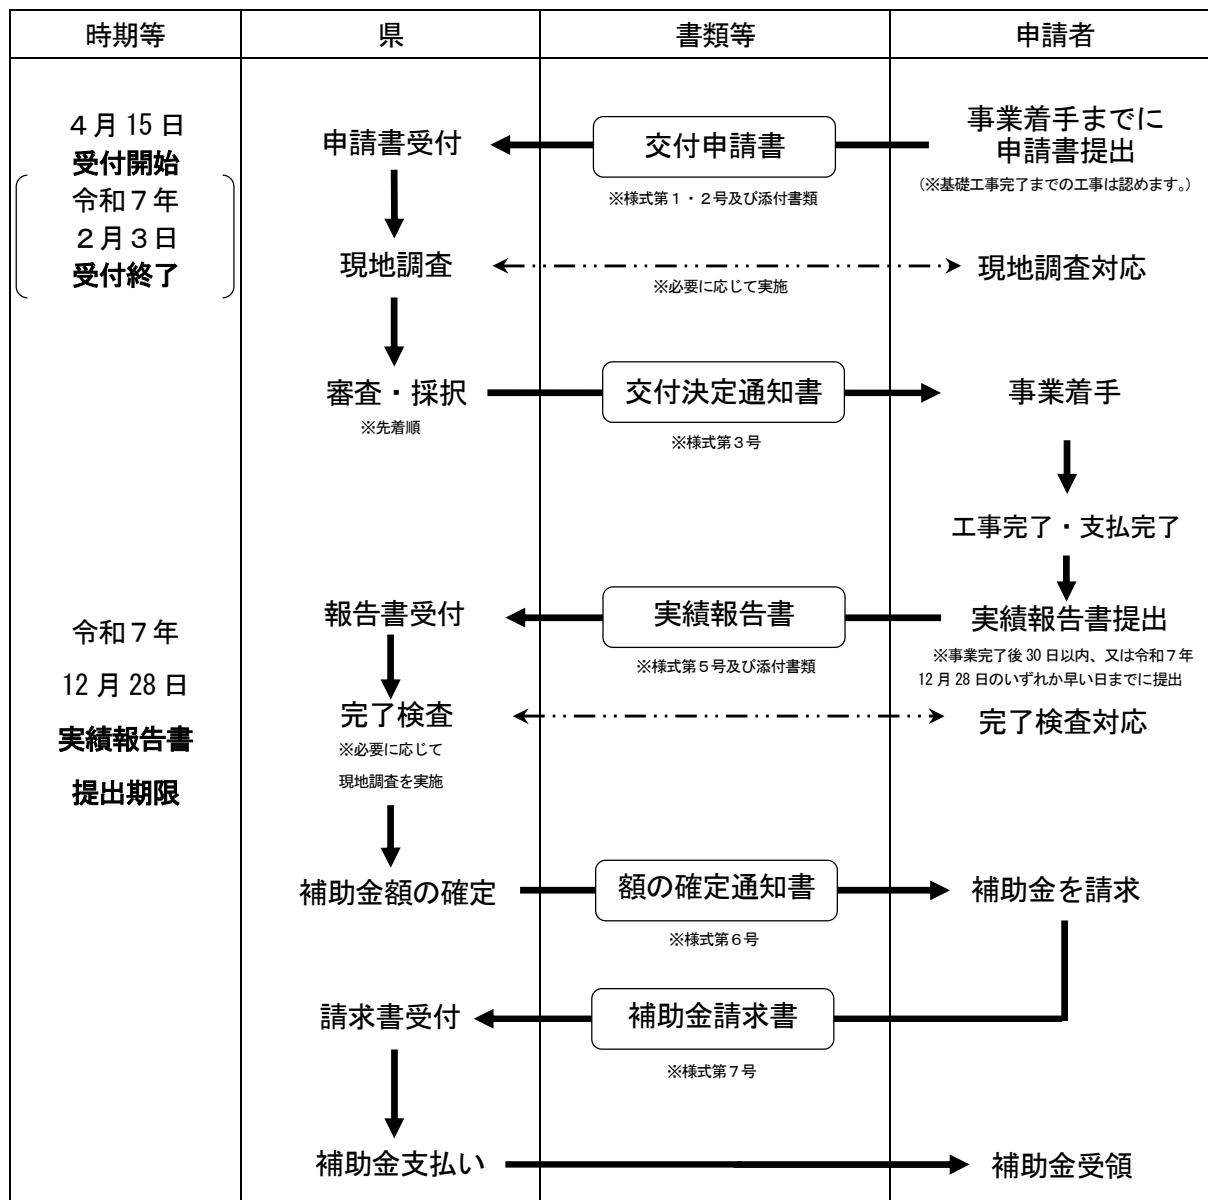 時期等
県
書類等
申請者
４月15日
受付開始
令和７年
２月３日
受付終了
申請書受付
交付申請書
※様式第１・２号及び添付書類
事業着手までに
申請書提出
（※基礎工事完了までの工事は認めます。）
現地調査
※必要に応じて実施
現地調査対応
審査・採択
※先着順
交付決定通知書
※様式第３号
事業着手
工事完了・支払完了
令和７年
12月28日
実績報告書
提出期限
報告書受付
実績報告書
※様式第５号及び添付書類
実績報告書提出
※事業完了後30日以内、又は令和７年
12月28日のいずれか早い日までに提出
完了検査
※必要に応じて
現地調査を実施
完了検査対応
補助金額の確定
額の確定通知書
※様式第６号
補助金を請求
請求書受付
補助金請求書
※様式第７号
補助金支払い
補助金受領